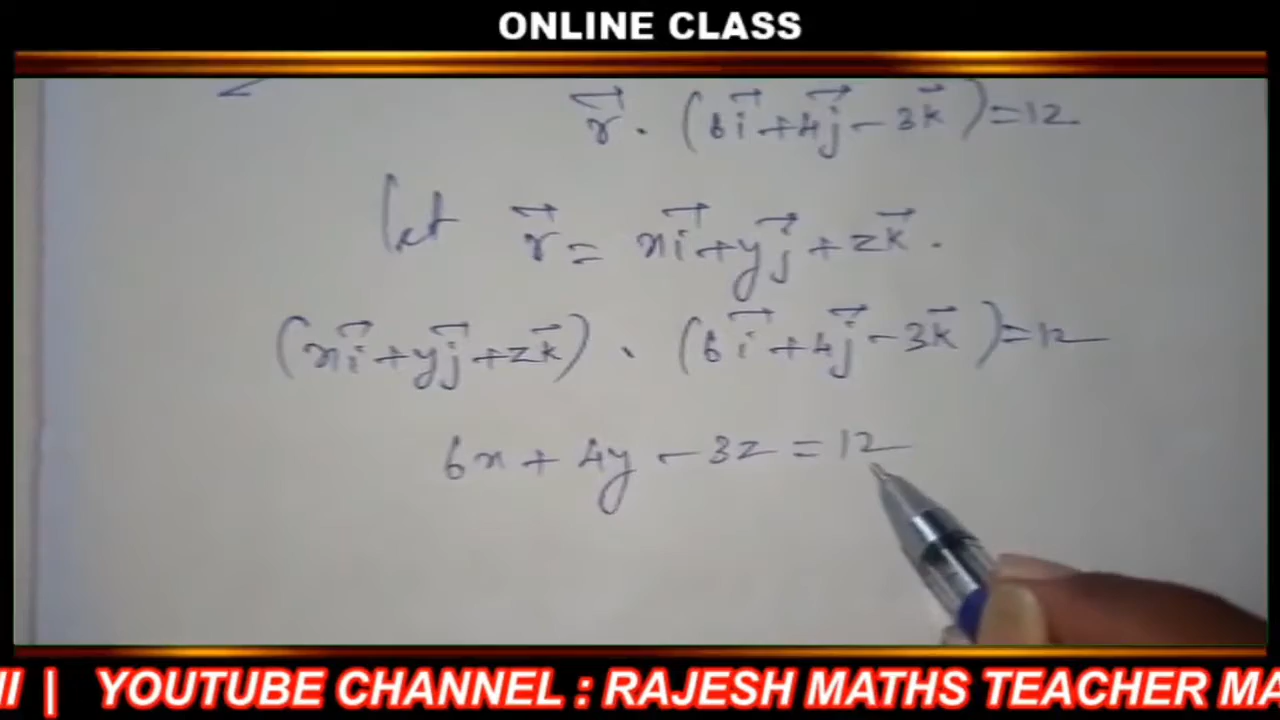 ONLINE CLASS
r⃗ . (6i⃗ + 4j⃗ - 3k⃗) = 12
Let r⃗ = xi⃗ + yj⃗ + zk⃗ .
(xi⃗ + yj⃗ + zk⃗) . (6i⃗ + 4j⃗ - 3k⃗) = 12
6x + 4y - 3z = 12
| YOUTUBE CHANNEL : RAJESH MATHS TEACHER